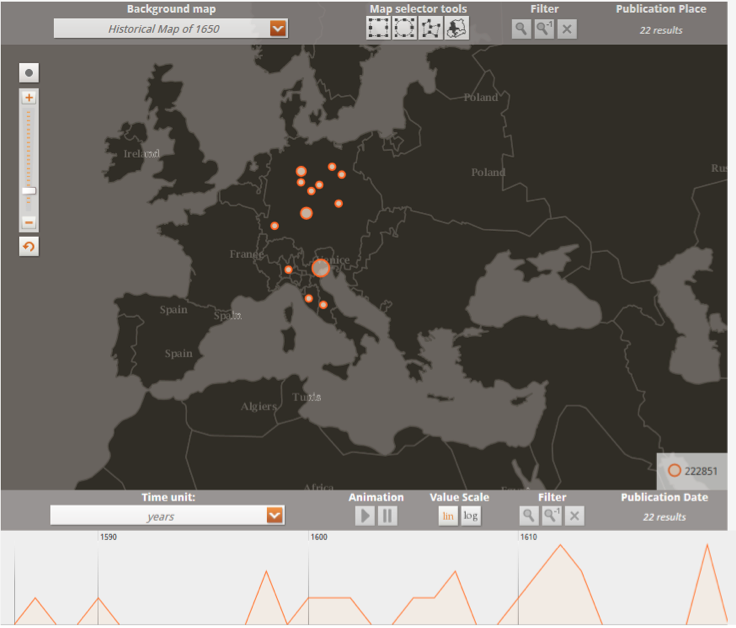 Background map
Map selector tools
Filter
Publication Place
Historical Map of 1650
-1
22 results
Poland
Ireland
Poland
Rus
France
Venice
Spain
Spain
Spain
Tunis
Algiers
222851
Africa
Time unit:
Animation
Value Scale
Filter
Publication Date
years
lin
log
-1
22 results
1590
1600
1610